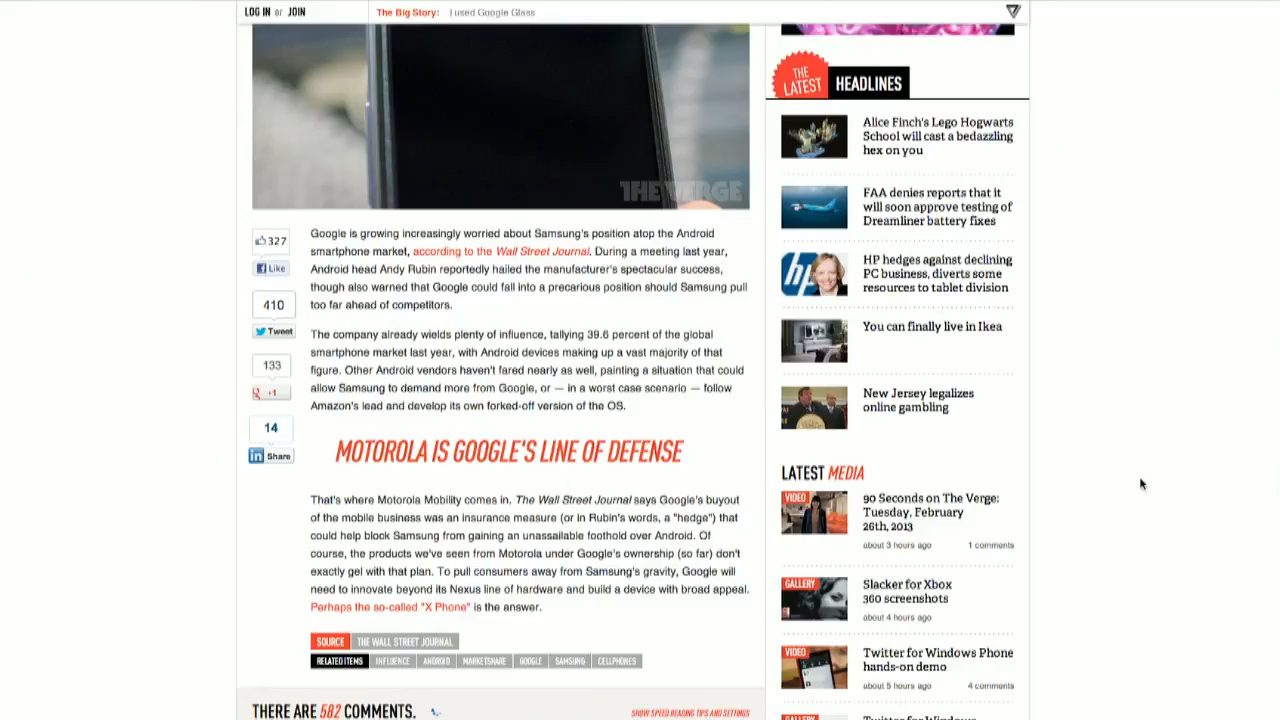 LOG IN or JOIN
The Big Story: I used Google Glass
THE VERGE
327
Like
410
Tweet
133
+1
14
in Share
Google is growing increasingly worried about Samsung's position atop the Android
smartphone market, according to the Wall Street Journal. During a meeting last year,
Android head Andy Rubin reportedly hailed the manufacturer's spectacular success,
though also warned that Google could fall into a precarious position should Samsung pull
too far ahead of competitors.
The company already wields plenty of influence, tallying 39.6 percent of the global
smartphone market last year, with Android devices making up a vast majority of that
figure. Other Android vendors haven't fared nearly as well, painting a situation that could
allow Samsung to demand more from Google, or — in a worst case scenario — follow
Amazon's lead and develop its own forked-off version of the OS.
MOTOROLA IS GOOGLE'S LINE OF DEFENSE
That's where Motorola Mobility comes in. The Wall Street Journal says Google's buyout
of the mobile business was an insurance measure (or in Rubin's words, a "hedge") that
could help block Samsung from gaining an unassailable foothold over Android. Of
course, the products we've seen from Motorola under Google's ownership (so far) don't
exactly gel with that plan. To pull consumers away from Samsung's gravity, Google will
need to innovate beyond its Nexus line of hardware and build a device with broad appeal.
Perhaps the so-called "X Phone" is the answer.
SOURCE THE WALL STREET JOURNAL
RELATED ITEMS INFLUENCE ANDROID MARKETSHARE GOOGLE SAMSUNG CELLPHONES
THERE ARE 582 COMMENTS.
SHOW SPEED READING TIPS AND SETTINGS
THE
LATEST
HEADLINES
Alice Finch's Lego Hogwarts
School will cast a bedazzling
hex on you
FAA denies reports that it
will soon approve testing of
Dreamliner battery fixes
hp
HP hedges against declining
PC business, diverts some
resources to tablet division
You can finally live in Ikea
New Jersey legalizes
online gambling
LATEST MEDIA
VIDEO
90 Seconds on The Verge:
Tuesday, February
26th, 2013
about 3 hours ago 1 comments
GALLERY
Slacker for Xbox
360 screenshots
about 4 hours ago
VIDEO
Twitter for Windows Phone
hands-on demo
about 5 hours ago 4 comments
GALLERY
Twitter for Windows